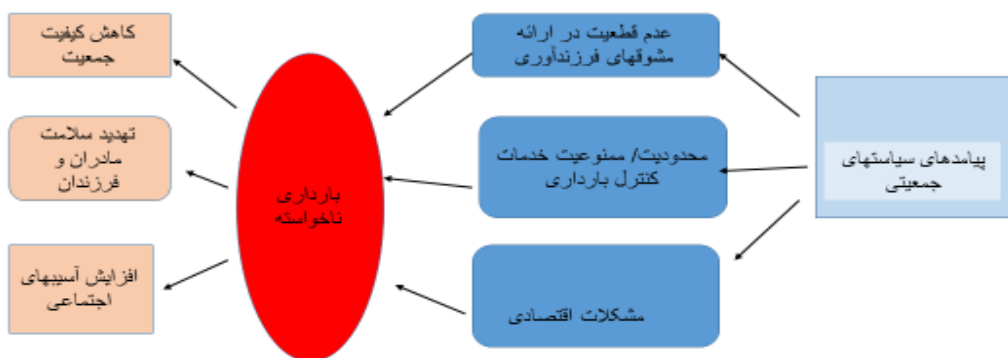 پیامدهای سیاستهای
جمعیتی
عدم قطعیت در ارائه
مشوقهای فرزندآوری
محدودیت/ ممنوعیت خدمات
کنترل بارداری
مشکلات اقتصادی
بارداری
ناخواسته
کاهش کیفیت
جمعیت
تهدید سلامت
مادران و
فرزندان
افزایش آسیبهای
اجتماعی